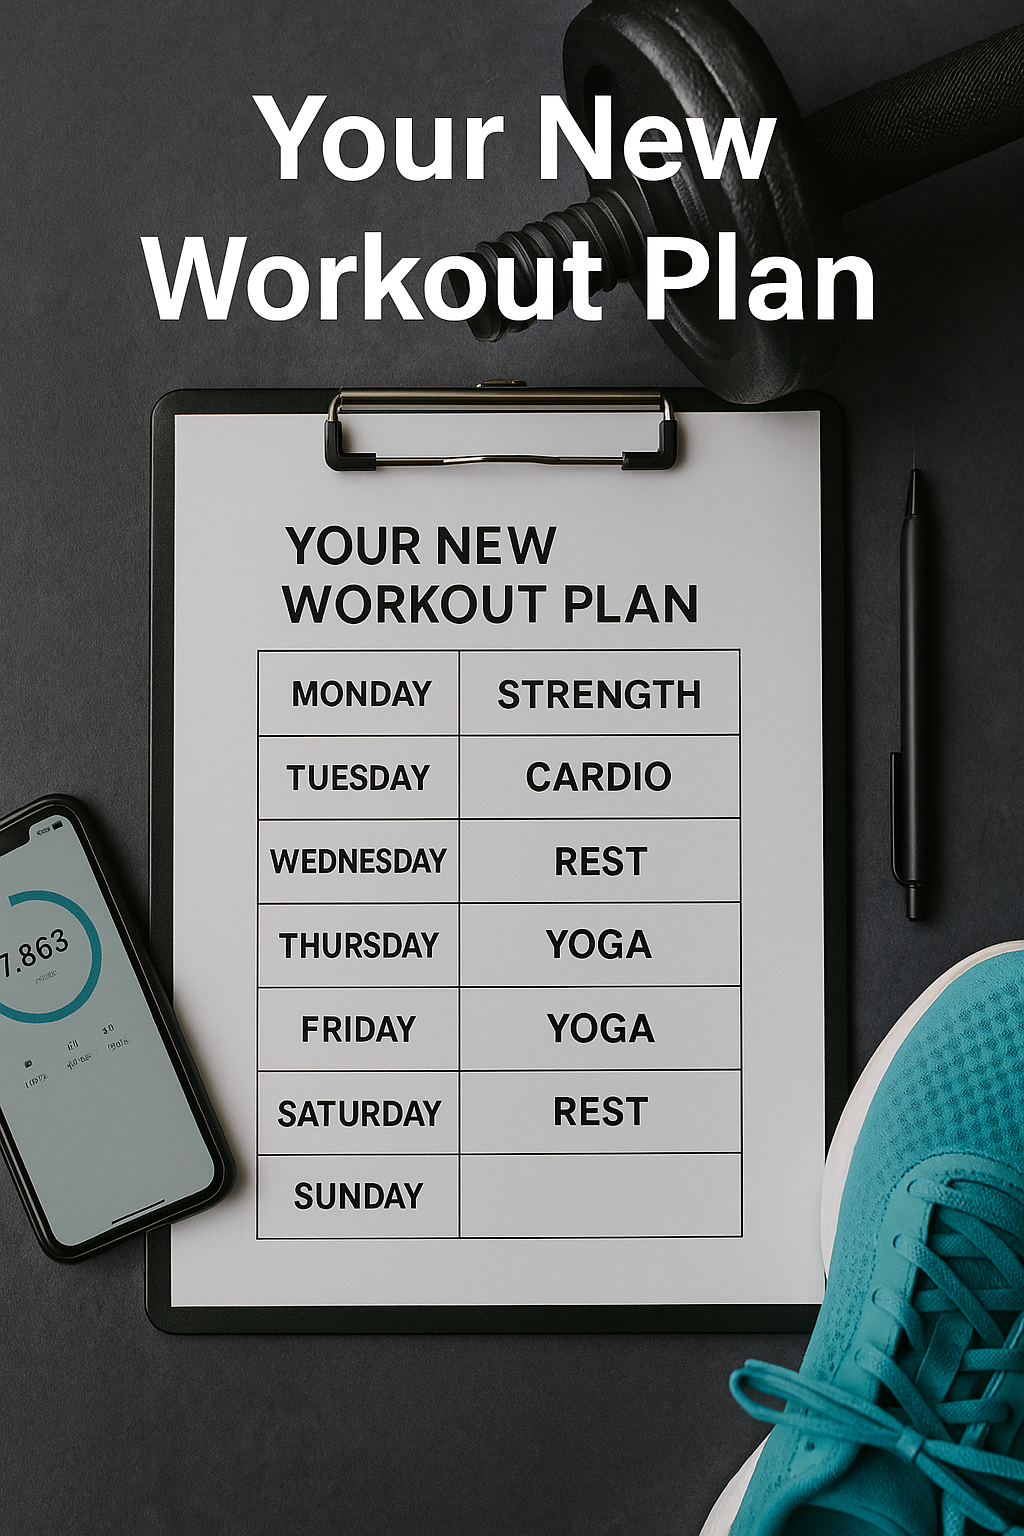 Your New
Workout Plan
YOUR NEW
WORKOUT PLAN
MONDAY STRENGTH
TUESDAY CARDIO
WEDNESDAY REST
THURSDAY YOGA
FRIDAY YOGA
SATURDAY REST
SUNDAY
7.863